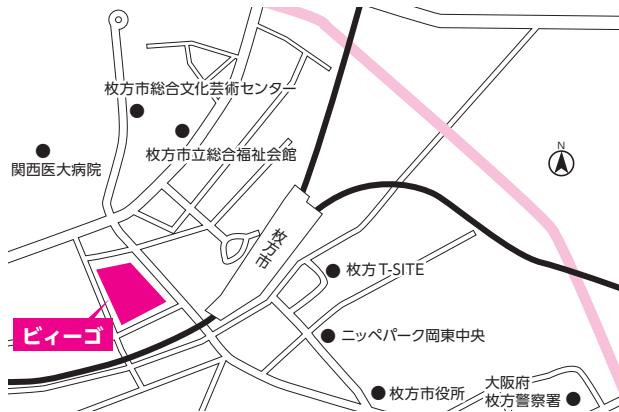 枚方市総合文化芸術センター
枚方市立総合福祉会館
関西医大病院
N
枚方市
枚方T-SITE
ビィーゴ
ニッペパーク岡東中央
枚方市役所
大阪府
枚方警察署